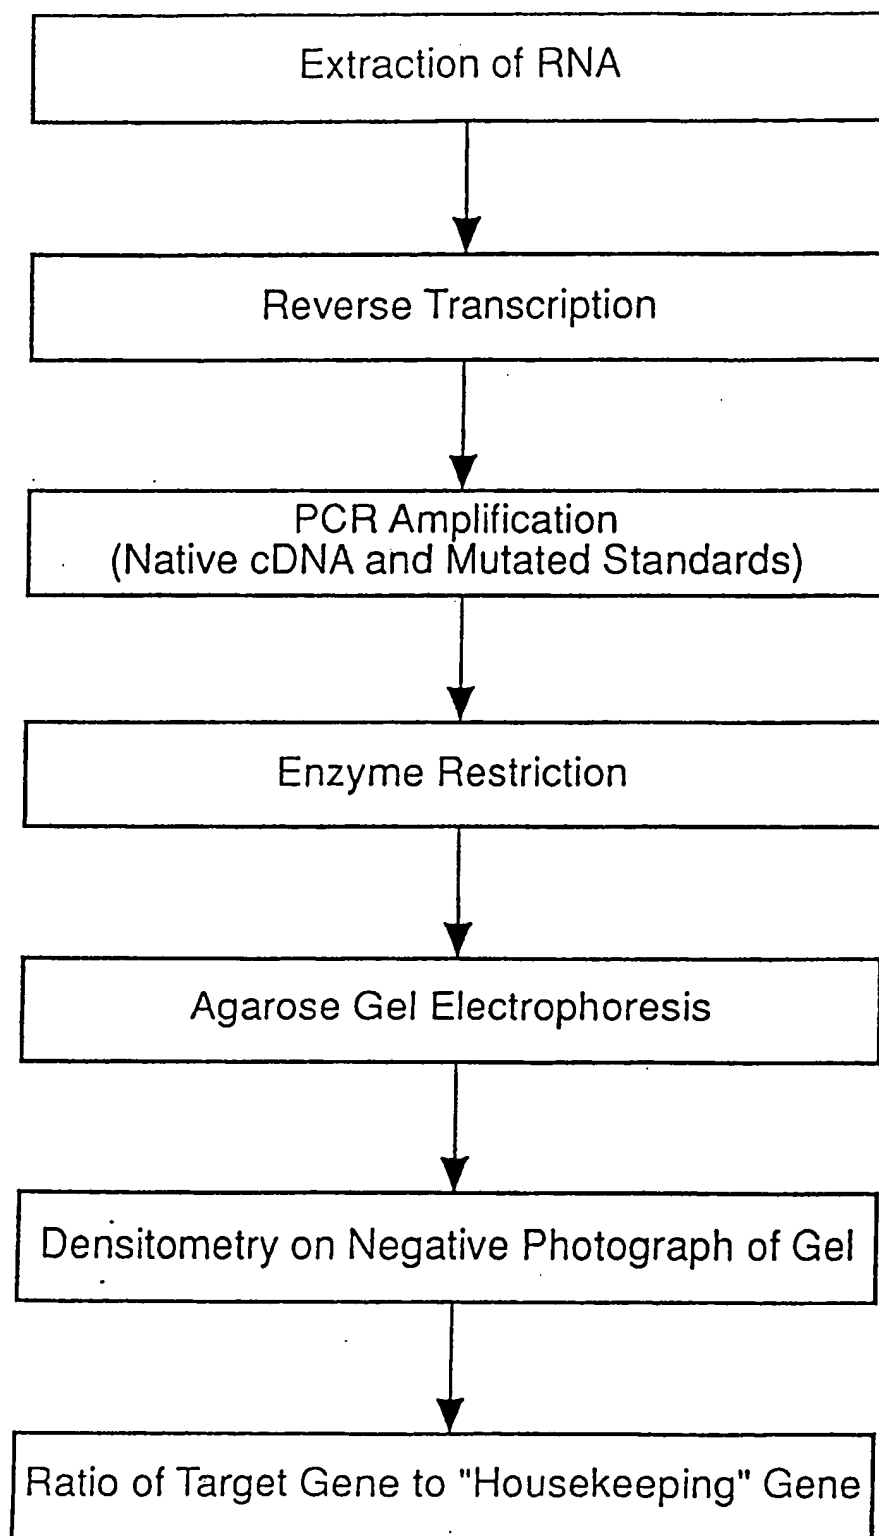 Extraction of RNA
Reverse Transcription
PCR Amplification
(Native cDNA and Mutated Standards)
Enzyme Restriction
Agarose Gel Electrophoresis
Densitometry on Negative Photograph of Gel
Ratio of Target Gene to "Housekeeping" Gene